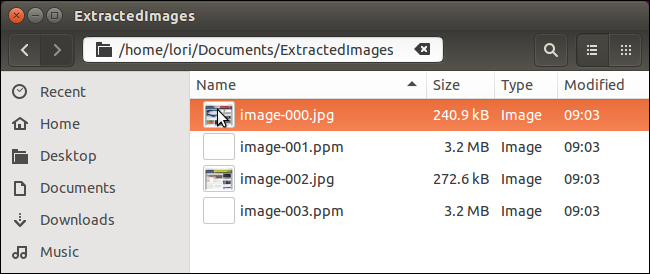 ExtractedImages
/home/lori/Documents/ExtractedImages
Name Size Type Modified
Recent
Home
Desktop
Documents
Downloads
Music
image-000.jpg 240.9 kB Image 09:03
image-001.ppm 3.2 MB Image 09:03
image-002.jpg 272.6 kB Image 09:03
image-003.ppm 3.2 MB Image 09:03